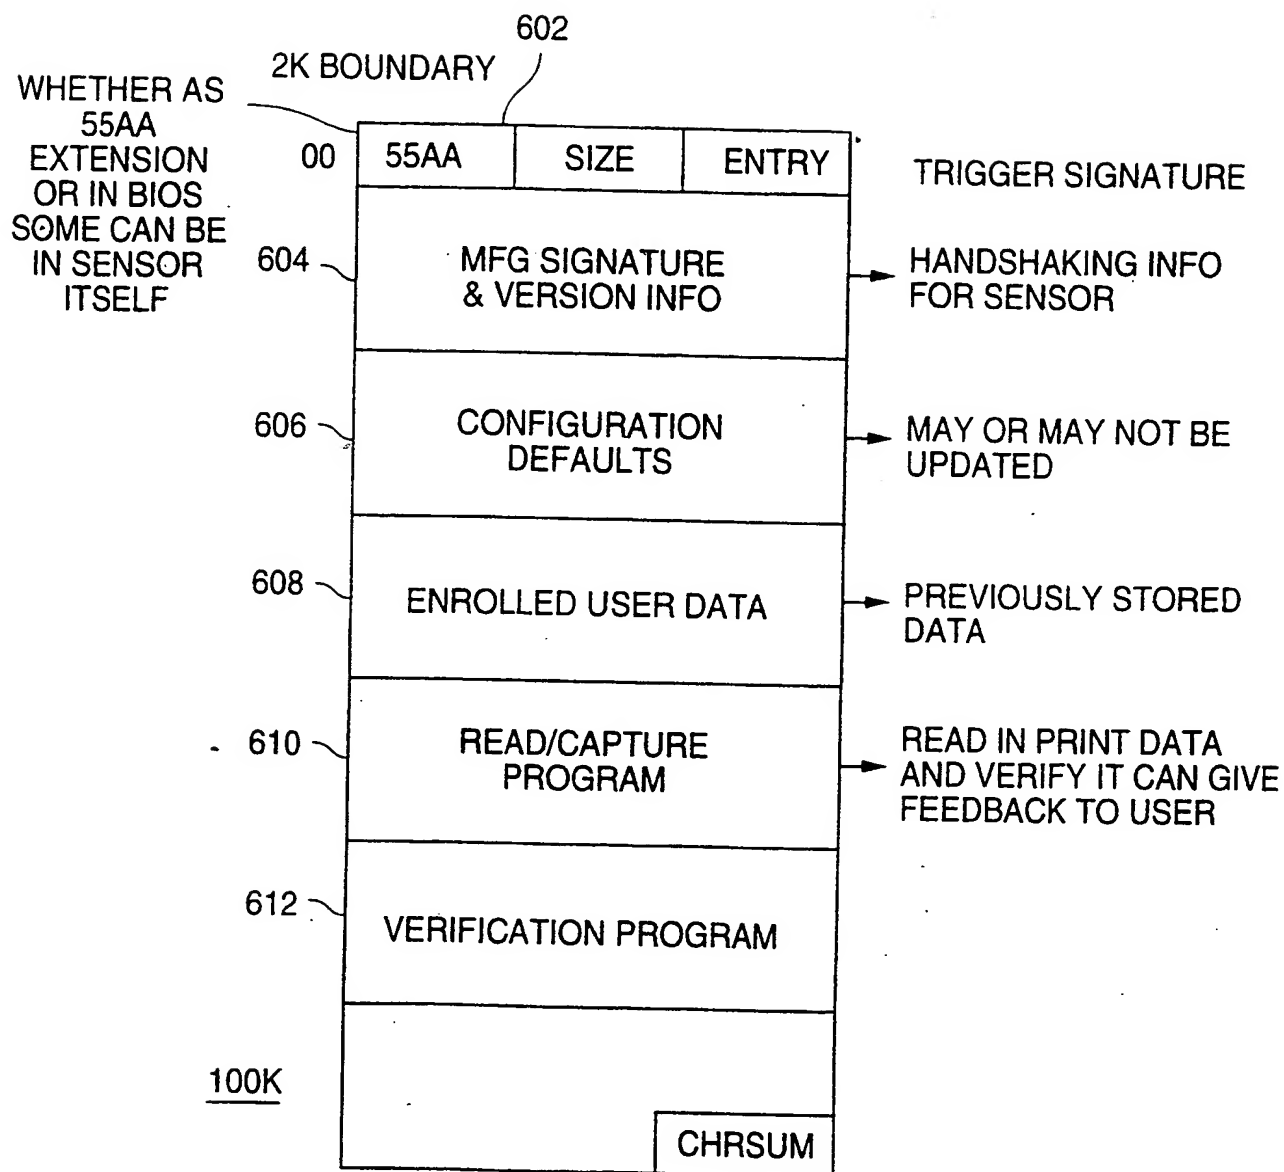 602
2K BOUNDARY
WHETHER AS
55AA
EXTENSION
OR IN BIOS
SOME CAN BE
IN SENSOR
ITSELF
00
55AA
SIZE
ENTRY
TRIGGER SIGNATURE
604
MFG SIGNATURE
& VERSION INFO
HANDSHAKING INFO
FOR SENSOR
606
CONFIGURATION
DEFAULTS
MAY OR MAY NOT BE
UPDATED
608
ENROLLED USER DATA
PREVIOUSLY STORED
DATA
610
READ/CAPTURE
PROGRAM
READ IN PRINT DATA
AND VERIFY IT CAN GIVE
FEEDBACK TO USER
612
VERIFICATION PROGRAM
100K
CHRSUM